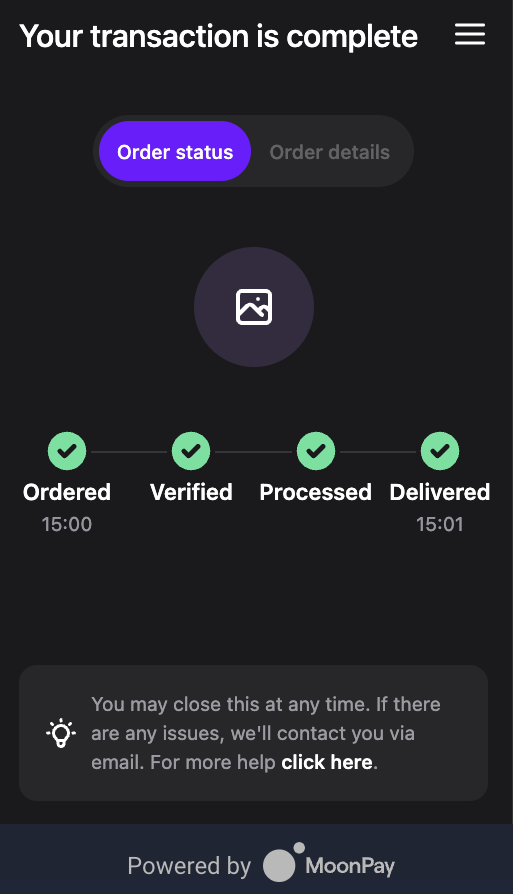 Your transaction is complete
Order status
Order details
Ordered
Verified
Processed
Delivered
15:00
15:01
You may close this at any time. If there
are any issues, we'll contact you via
email. For more help click here.
Powered by MoonPay